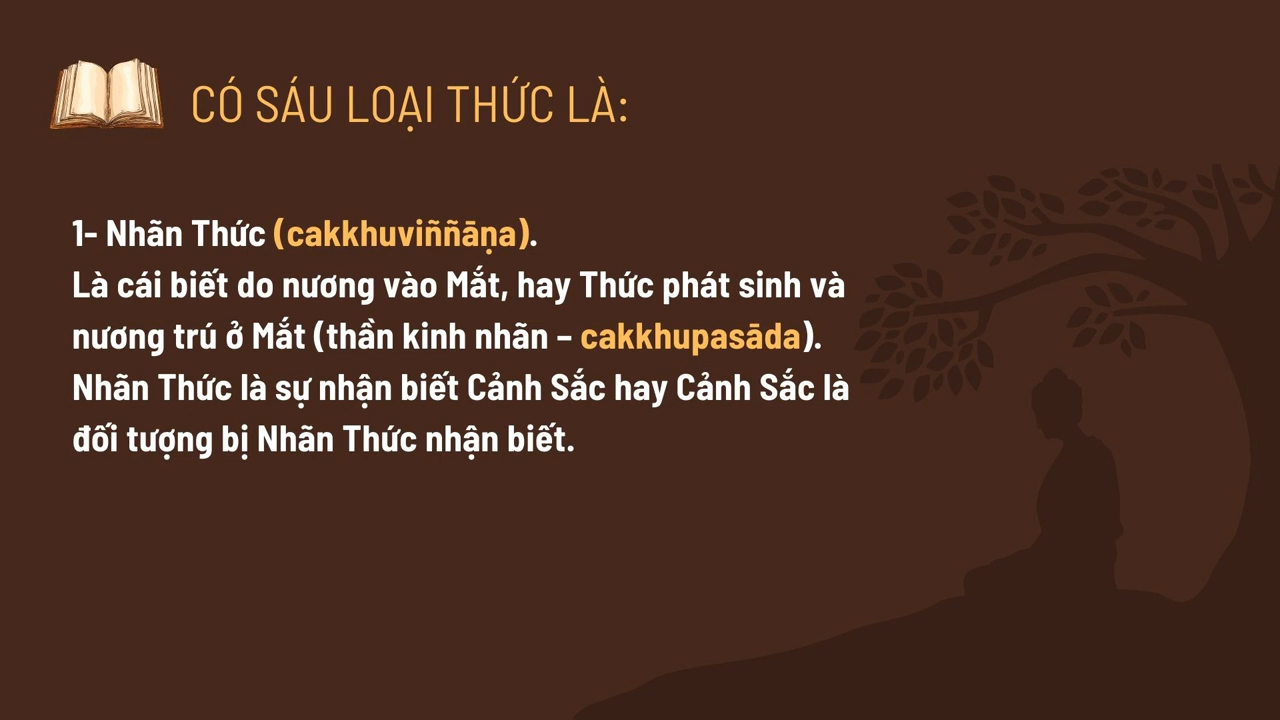 CÓ SÁU LOẠI THỨC LÀ:
1- Nhãn Thức (cakkhuviññāṇa).
Là cái biết do nương vào Mắt, hay Thức phát sinh và
nương trú ở Mắt (thần kinh nhãn – cakkhupasāda).
Nhãn Thức là sự nhận biết Cảnh Sắc hay Cảnh Sắc là
đối tượng bị Nhãn Thức nhận biết.